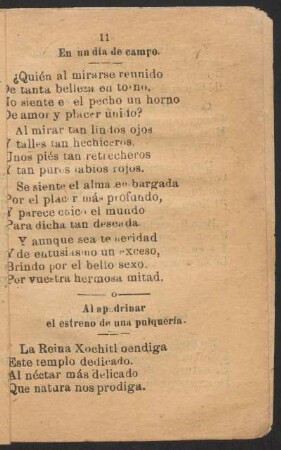 11
En un dia de campo.
¿Quién al mirarse reunido
De tanta belleza en torno,
No siente e el pecho un horno
De amor y placer unido?
Al mirar tan lindos ojos
Y talles tan hechiceros,
Unos piés tan retrecheros
Y tan puros labios rojos.
Se siente el alma embargada
Por el placer más profundo,
Y parece chico el mundo
Para dicha tan deseada.
Y aunque sea temeridad
Y de entusiasmo un exceso,
Brindo por el bello sexo.
Por vuestra hermosa mitad.
o
Al apadrinar
el estreno de una pulquería.
La Reina Xochitl bendiga
Este templo dedicado.
Al néctar más delicado
Que natura nos prodiga.